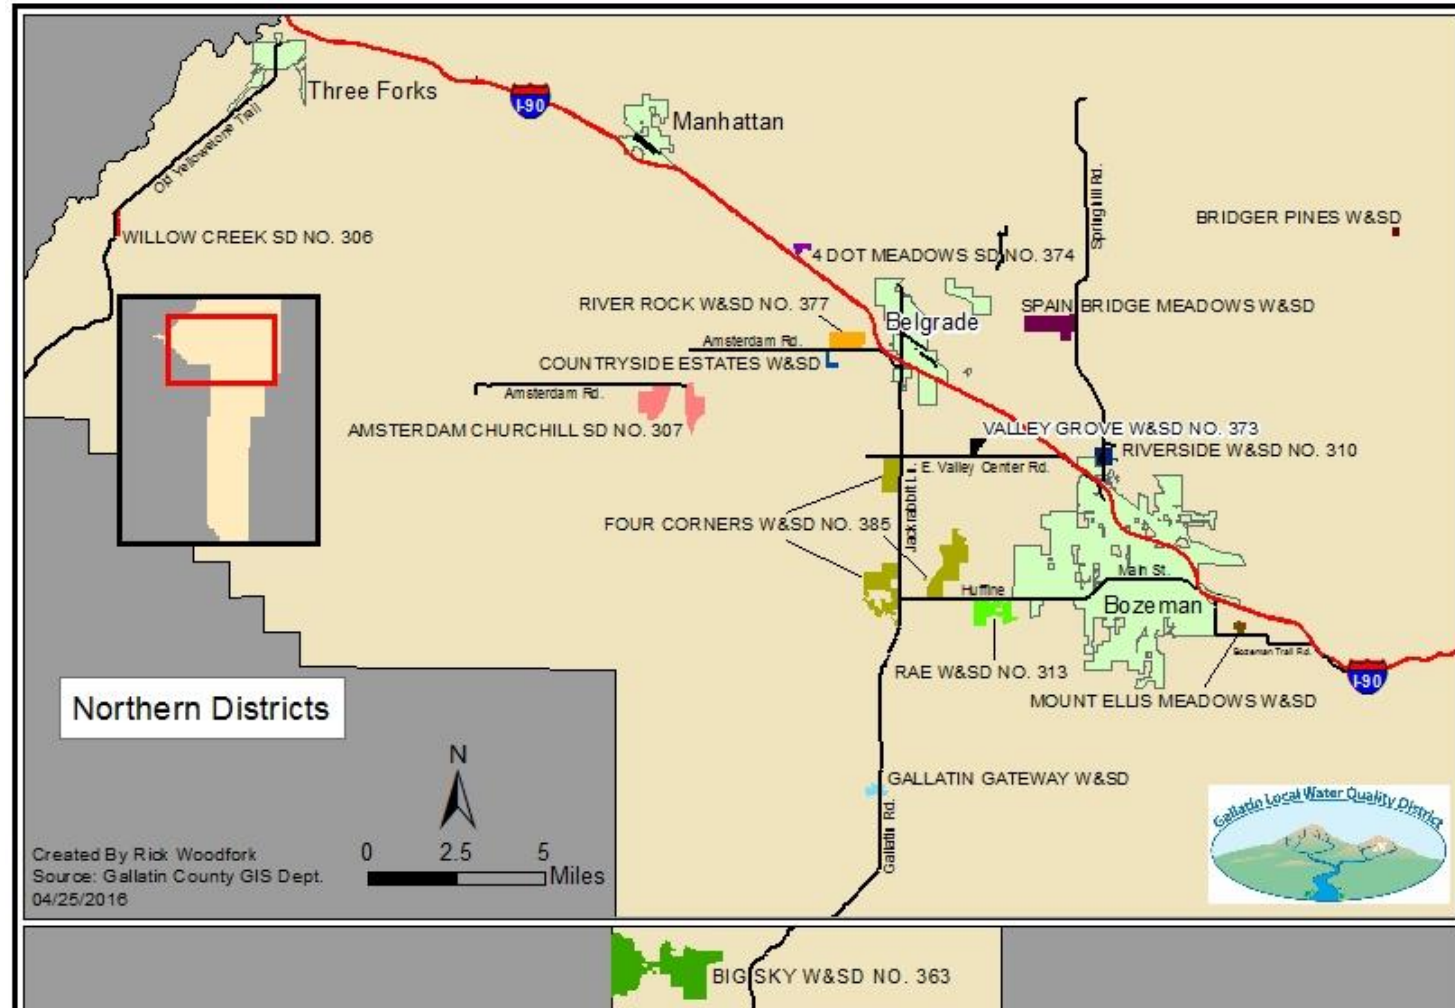 I-90
Three Forks
Manhattan
Old Yellowstone Trail
Springhill Rd.
BRIDGER PINES W&SD
WILLOW CREEK SD NO. 306
4 DOT MEADOWS SD NO. 374
RIVER ROCK W&SD NO. 377
SPAIN BRIDGE MEADOWS W&SD
Belgrade
Amsterdam Rd.
COUNTRYSIDE ESTATES W&SD
Amsterdam Rd.
AMSTERDAM CHURCHILL SD NO. 307
VALLEY GROVE W&SD NO. 373
RIVERSIDE W&SD NO. 310
E. Valley Center Rd.
Jackrabbit Ln.
FOUR CORNERS W&SD NO. 385
Main St.
Huffine
Bozeman
Bozeman Trail Rd.
RAE W&SD NO. 313
I-90
MOUNT ELLIS MEADOWS W&SD
Northern Districts
N
GALLATIN GATEWAY W&SD
Gallatin Rd.
Gallatin Local Water Quality District
Created By Rick Woodfork
Source: Gallatin County GIS Dept.
04/25/2016
0 2.5 5
Miles
BIG SKY W&SD NO. 363